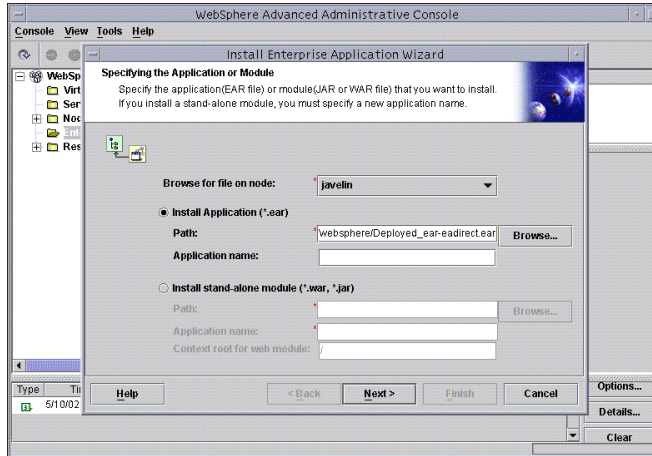 WebSphere Advanced Administrative Console
Console View Tools Help
Install Enterprise Application Wizard
WebSp
Virt
Ser
Noc
Ent
Res
Specifying the Application or Module
Specify the application(EAR file) or module(JAR or WAR file) that you want to install.
If you install a stand-alone module, you must specify a new application name.
Browse for file on node: * javelin
Install Application (*.ear)
Path: * websphere/Deployed_ear-eadirect.ear Browse...
Application name:
Install stand-alone module (*.war, *.jar)
Path: * Browse...
Application name: *
Context root for web module: /
Help < Back Next > Finish Cancel
Type Ti
5/10/02
Options...
Details...
Clear